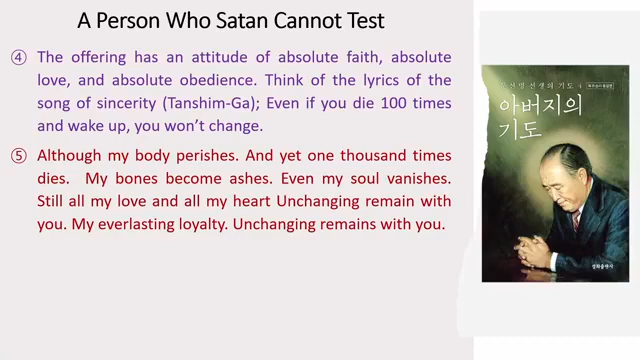 A Person Who Satan Cannot Test
④ The offering has an attitude of absolute faith, absolute
love, and absolute obedience. Think of the lyrics of the
song of sincerity (Tanshim-Ga); Even if you die 100 times
and wake up, you won't change.
⑤ Although my body perishes. And yet one thousand times
dies. My bones become ashes. Even my soul vanishes.
Still all my love and all my heart Unchanging remain with
you. My everlasting loyalty. Unchanging remains with you.
아버지의
기도